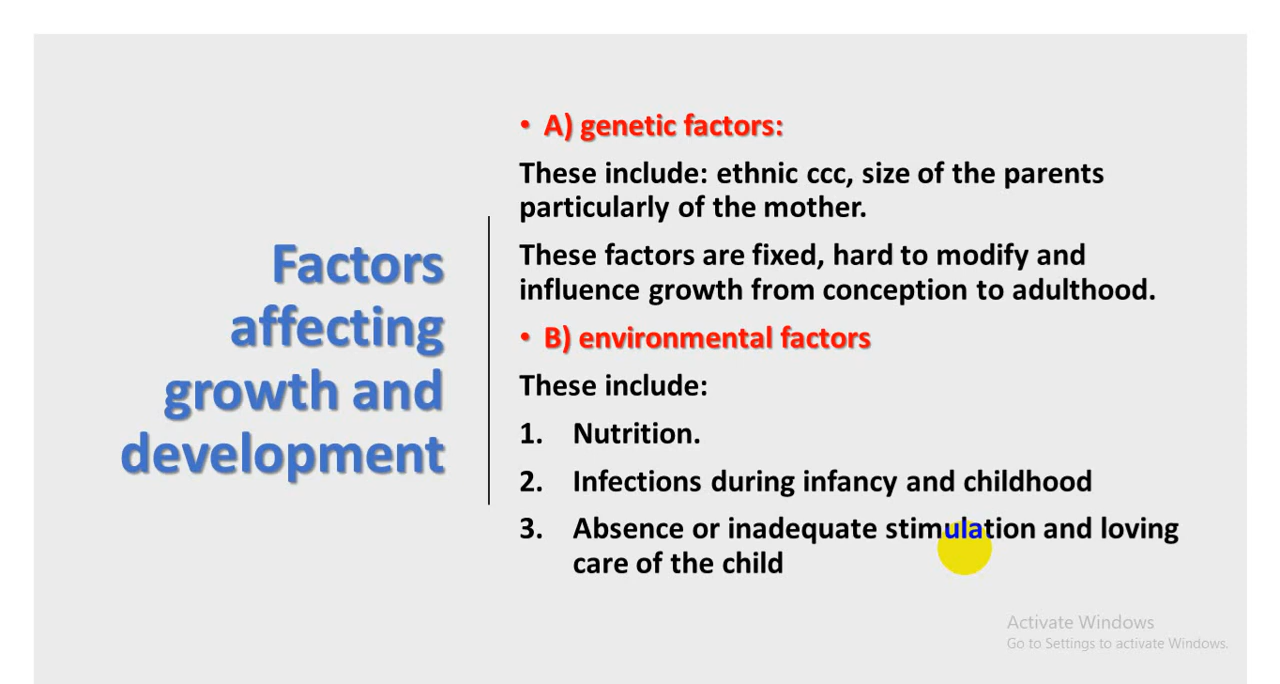 Factors
affecting
growth and
development
• A) genetic factors:
These include: ethnic ccc, size of the parents
particularly of the mother.
These factors are fixed, hard to modify and
influence growth from conception to adulthood.
• B) environmental factors
These include:
1. Nutrition.
2. Infections during infancy and childhood
3. Absence or inadequate stimulation and loving
care of the child
Activate Windows
Go to Settings to activate Windows.